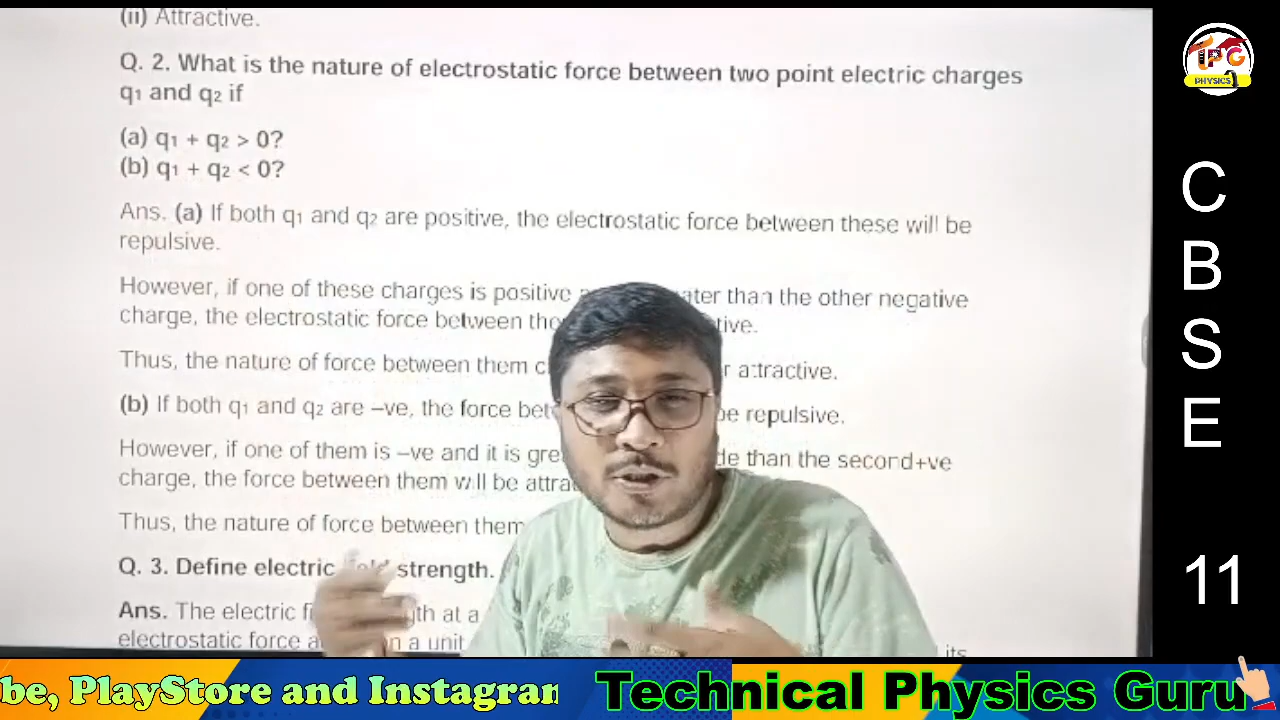 (ii) Attractive.
Q. 2. What is the nature of electrostatic force between two point electric charges
q1 and q2 if
(a) q1 + q2 > 0?
(b) q1 + q2 < 0?
Ans. (a) If both q1 and q2 are positive, the electrostatic force between these will be
repulsive.
However, if one of these charges is positive ater than the other negative
charge, the electrostatic force between tive.
Thus, the nature of force between them r attractive.
(b) If both q1 and q2 are –ve, the force be repulsive.
However, if one of them is –ve and it is gre de than the second+ve
charge, the force between them will be attra
Thus, the nature of force between them
Q. 3. Define electric strength.
Ans. The electric fi th at a
electrostatic force a n a unit its
TPG
PHYSICS
C
B
S
E
11
be, PlayStore and Instagram
Technical Physics Guru